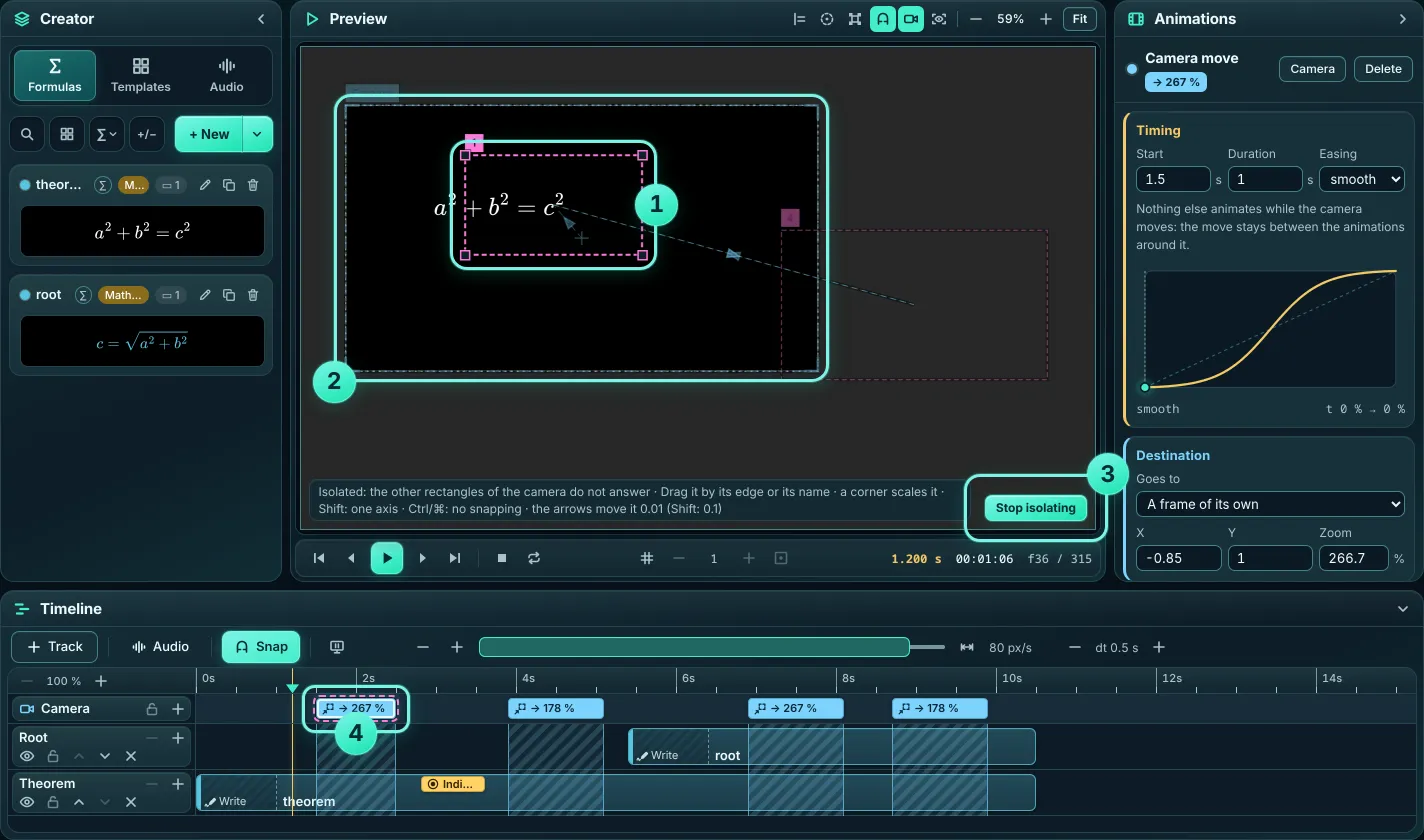 Creator
Formulas
Templates
Audio
Σ
+/−
+ New
theor...
M...
1
a² + b² = c²
root
Math...
1
c = √a² + b²
Preview
59%
Fit
a² + b² = c²
1
2
3
Isolated: the other rectangles of the camera do not answer · Drag it by its edge or its name · a corner scales it ·
Shift: one axis · Ctrl/⌘: no snapping · the arrows move it 0.01 (Shift: 0.1)
Stop isolating
1
1.200 s
00:01:06
f36 / 315
Animations
Camera move
→ 267 %
Camera
Delete
Timing
Start
Duration
Easing
1.5
s
1
s
smooth
Nothing else animates while the camera
moves: the move stays between the animations
around it.
smooth
t 0 % → 0 %
Destination
Goes to
A frame of its own
X
Y
Zoom
-0.85
1
266.7
%
Timeline
+ Track
Audio
Snap
80 px/s
dt 0.5 s
100 %
0s
2s
4s
6s
8s
10s
12s
14s
Camera
→ 267 %
→ 178 %
→ 267 %
→ 178 %
4
Root
Write
root
Theorem
Write
theorem
Indi...